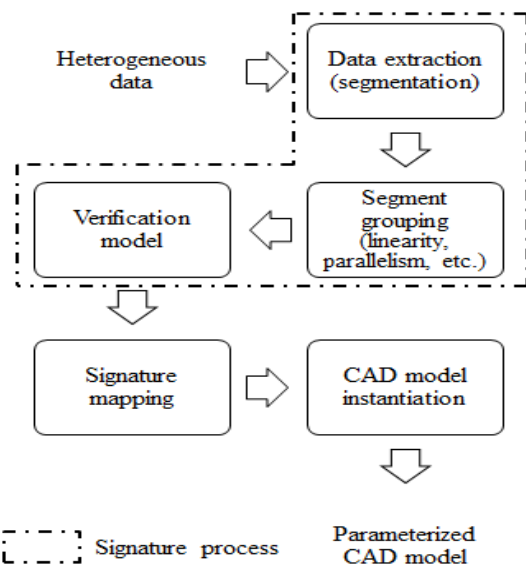 Heterogeneous
data
Data extraction
(segmentation)
Segment
grouping
(linearity,
parallelism, etc.)
Verification
model
Signature
mapping
CAD model
instantiation
Signature process
Parameterized
CAD model